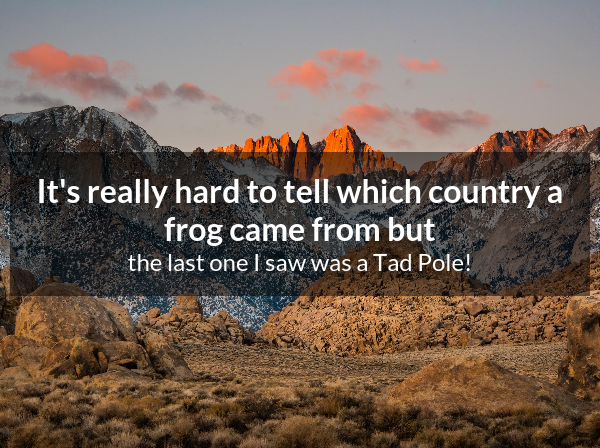 It's really hard to tell which country a
frog came from but
the last one I saw was a Tad Pole!